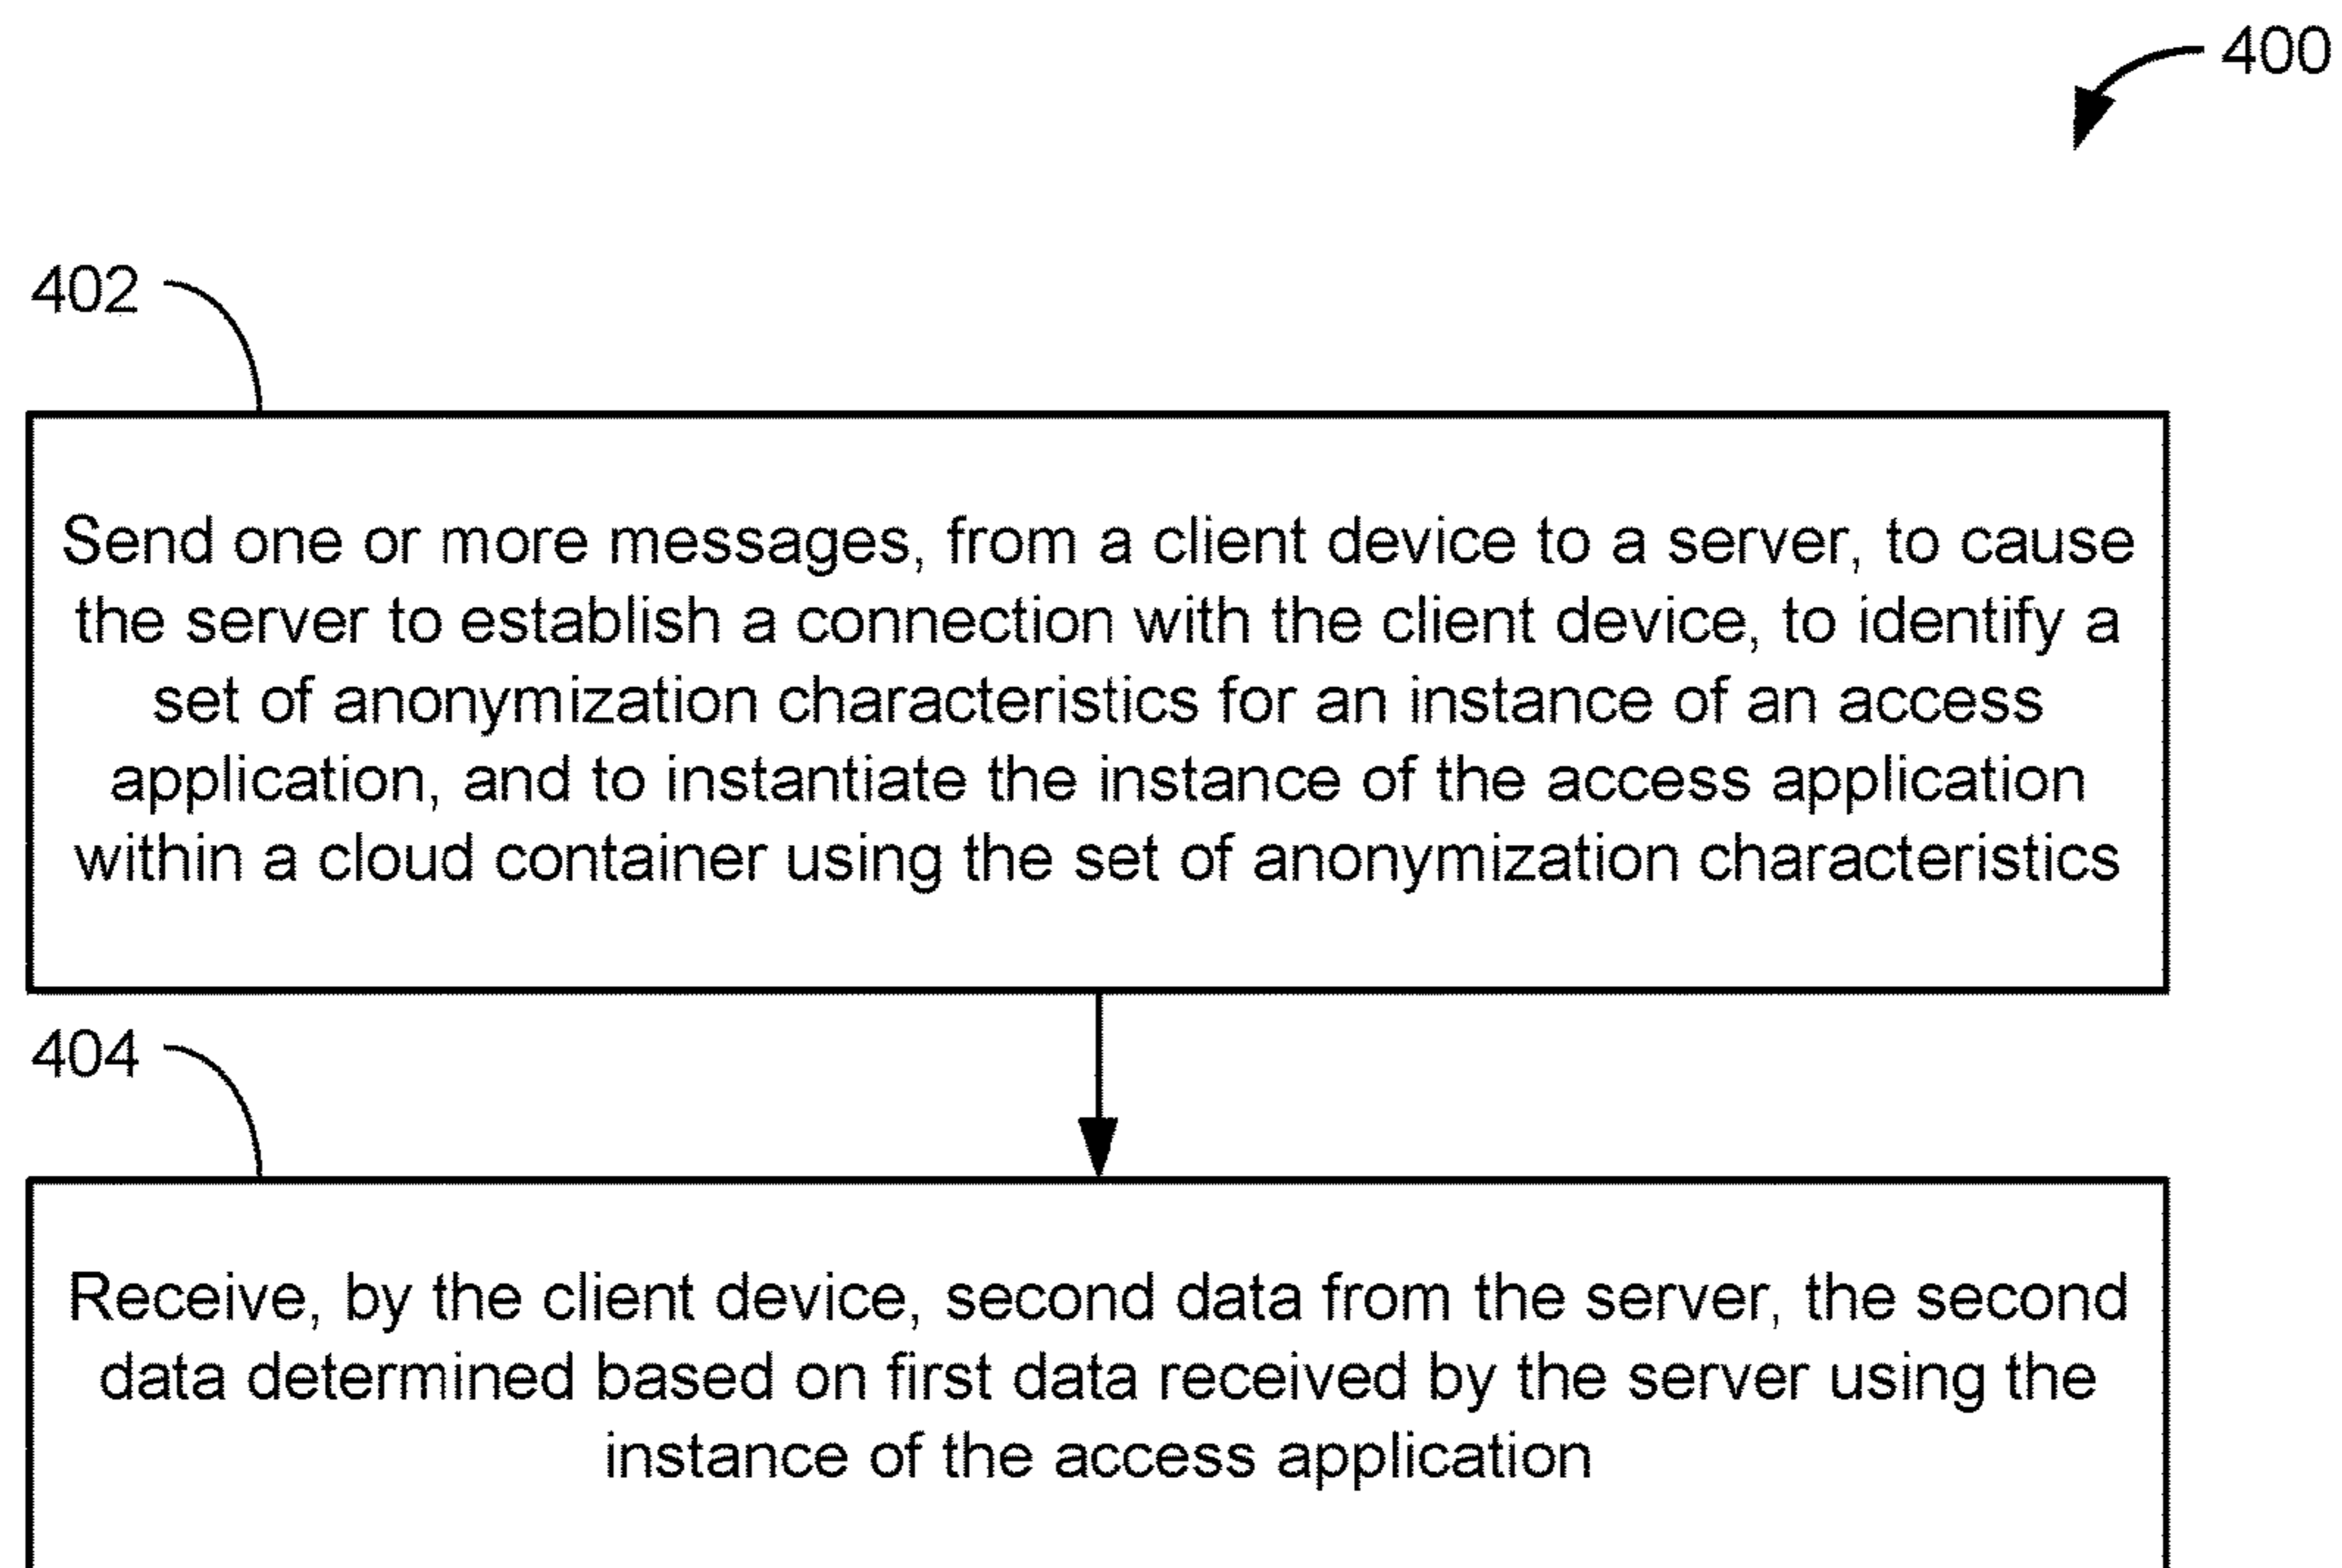 400
402
Send one or more messages, from a client device to a server, to cause
the server to establish a connection with the client device, to identify a
set of anonymization characteristics for an instance of an access
application, and to instantiate the instance of the access application
within a cloud container using the set of anonymization characteristics
404
Receive, by the client device, second data from the server, the second
data determined based on first data received by the server using the
instance of the access application